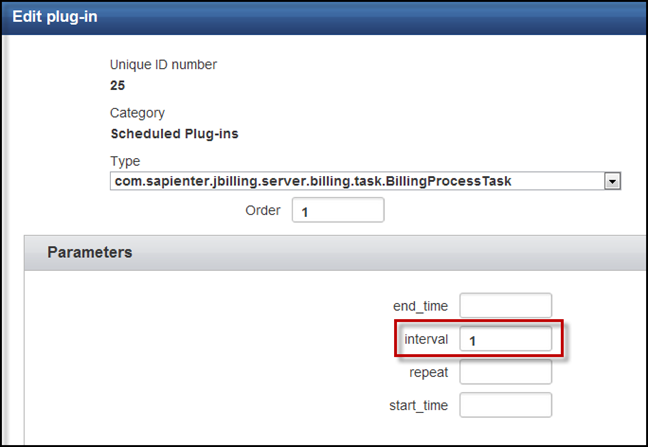 Edit plug-in
Unique ID number
25
Category
Scheduled Plug-ins
Type
com.sapienter.jbilling.server.billing.task.BillingProcessTask
Order 1
Parameters
end_time
interval 1
repeat
start_time